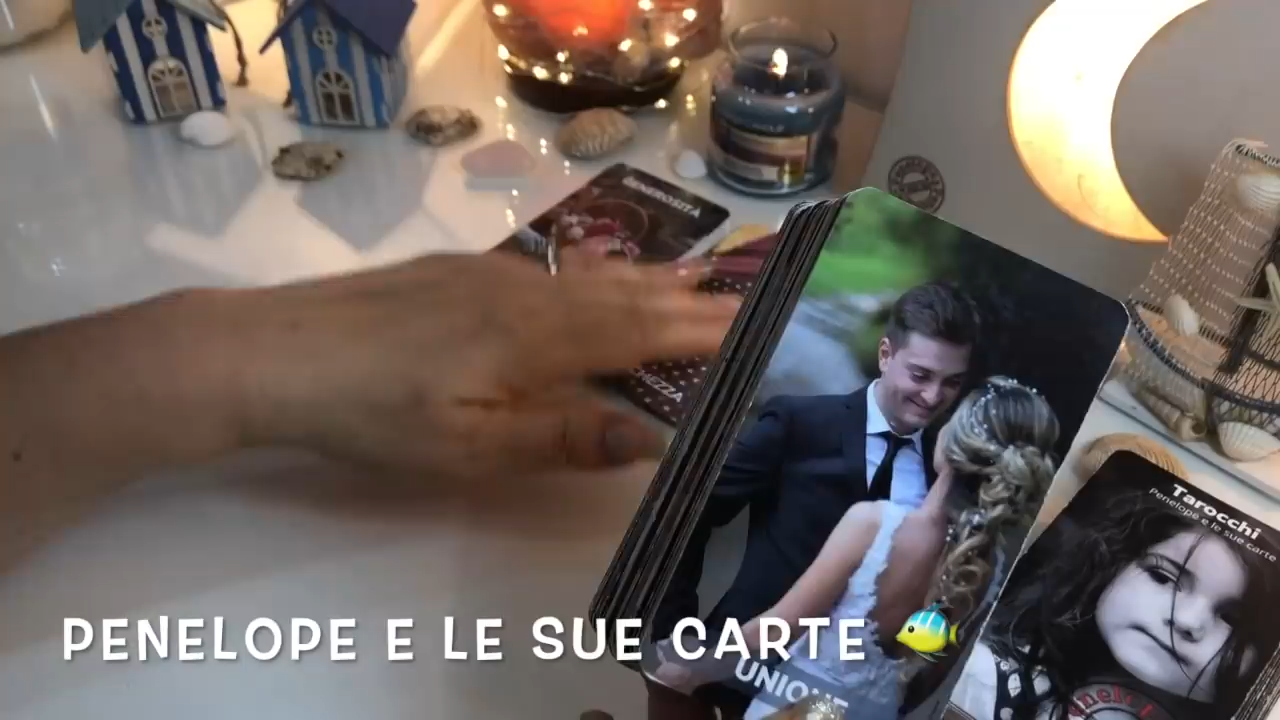 GENEROSITÀ
UNIONE
Tarocchi
Penelope e le sue carte
PENELOPE E LE SUE CARTE